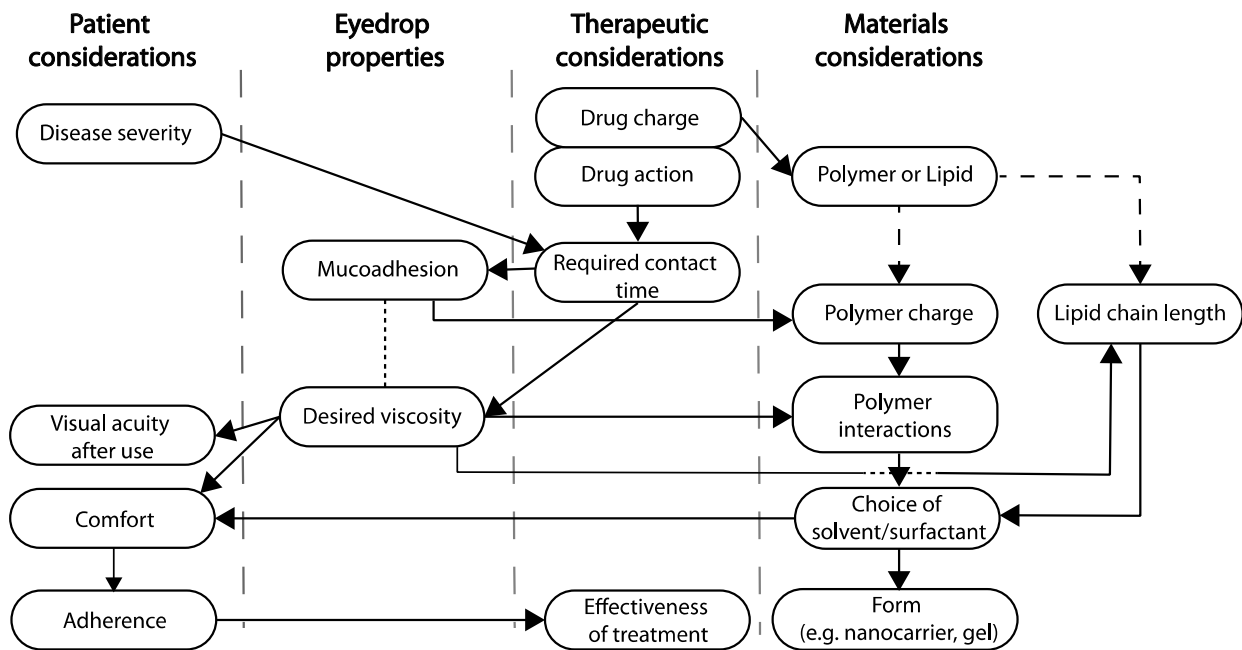 Patient
considerations
Eyedrop
properties
Therapeutic
considerations
Materials
considerations
Disease severity
Drug charge
Drug action
Polymer or Lipid
Mucoadhesion
Required contact
time
Polymer charge
Lipid chain length
Visual acuity
after use
Desired viscosity
Polymer
interactions
Comfort
Choice of
solvent/surfactant
Adherence
Effectiveness
of treatment
Form
(e.g. nanocarrier, gel)